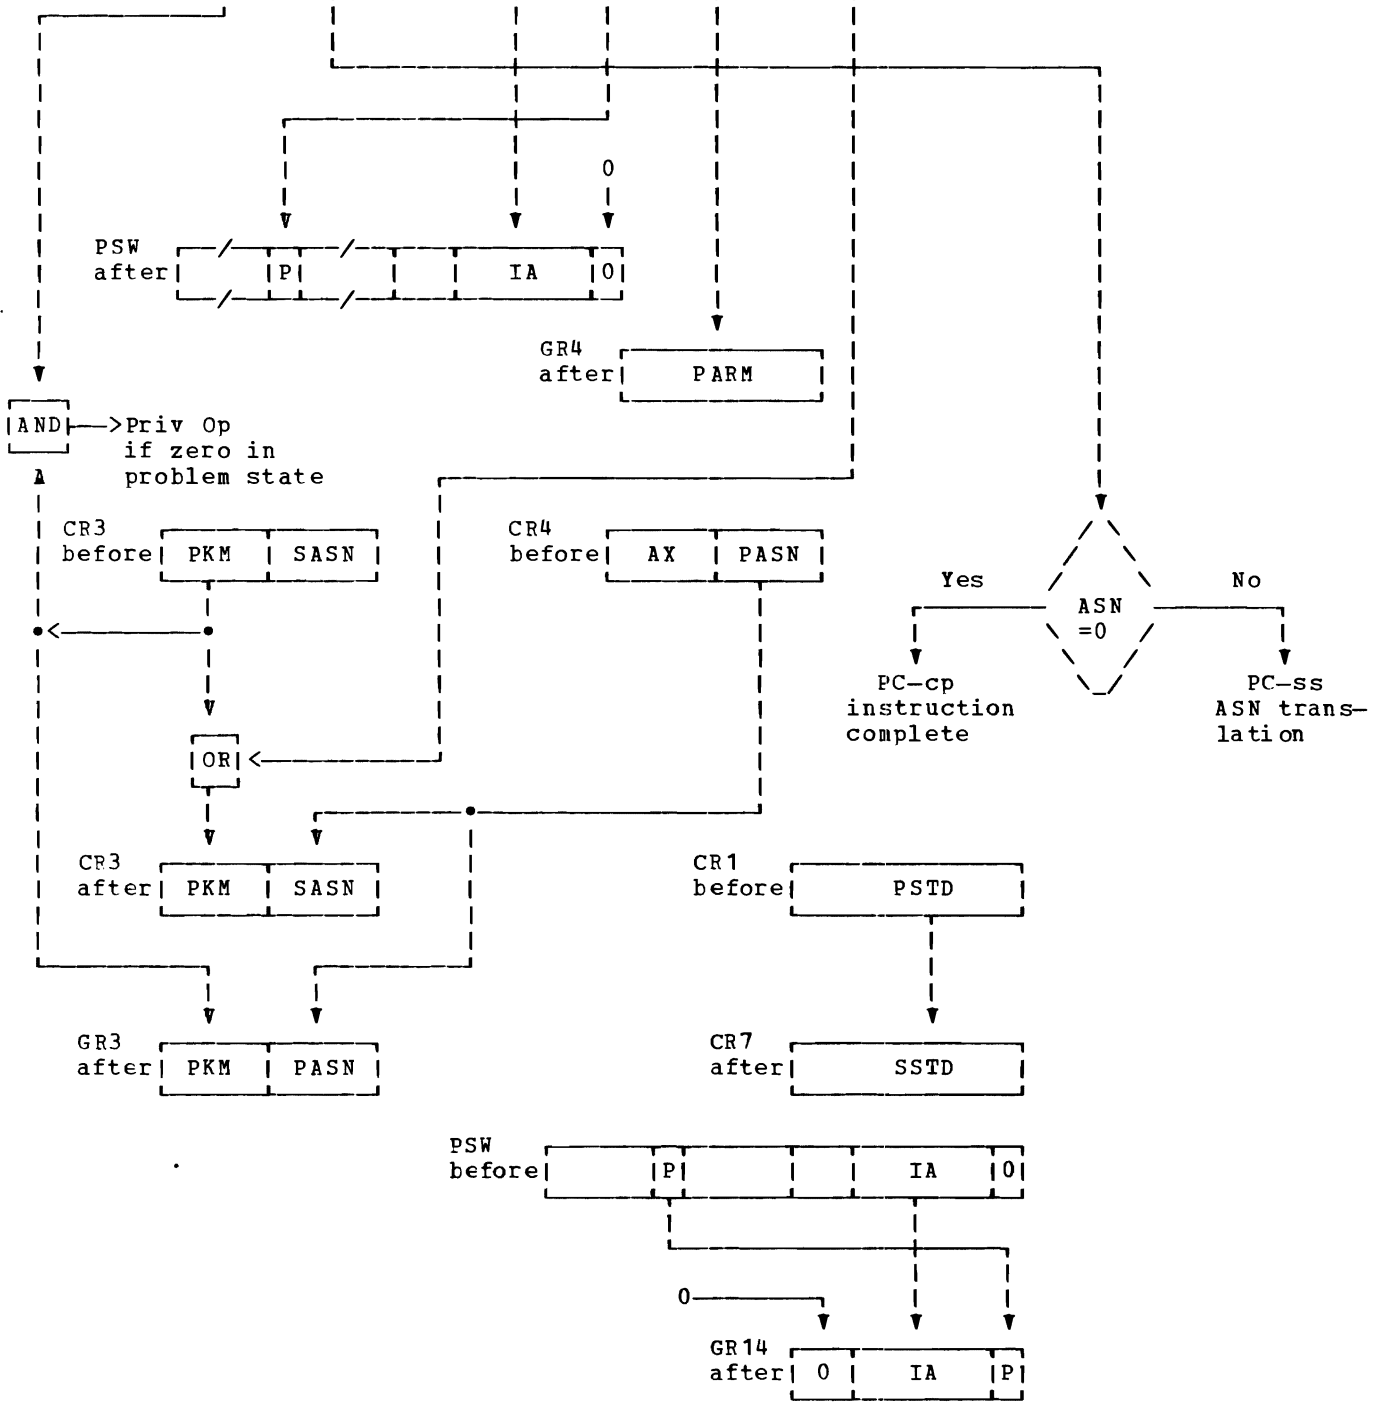 0
PSW
after
P
IA
0
GR4
after
PARM
AND
Priv Op
if zero in
problem state
CR3
before
PKM
SASN
CR4
before
AX
PASN
Yes
No
ASN
=0
PC-cp
instruction
complete
PC-ss
ASN trans-
lation
OR
CR3
after
PKM
SASN
CR1
before
PSTD
GR3
after
PKM
PASN
CR7
after
SSTD
PSW
before
P
IA
0
0
GR14
after
0
IA
P